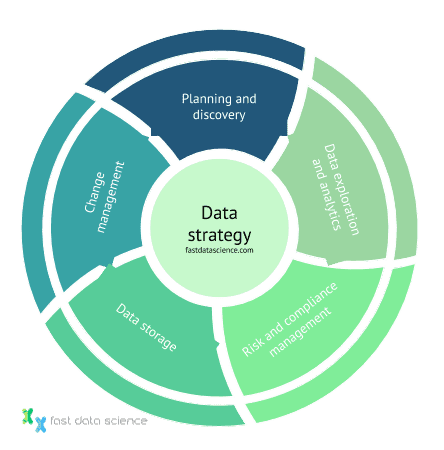 Planning and
discovery
Data exploration
and analytics
Change
management
Data
strategy
fastdatascience.com
Data storage
Risk and compliance
management
fast data science